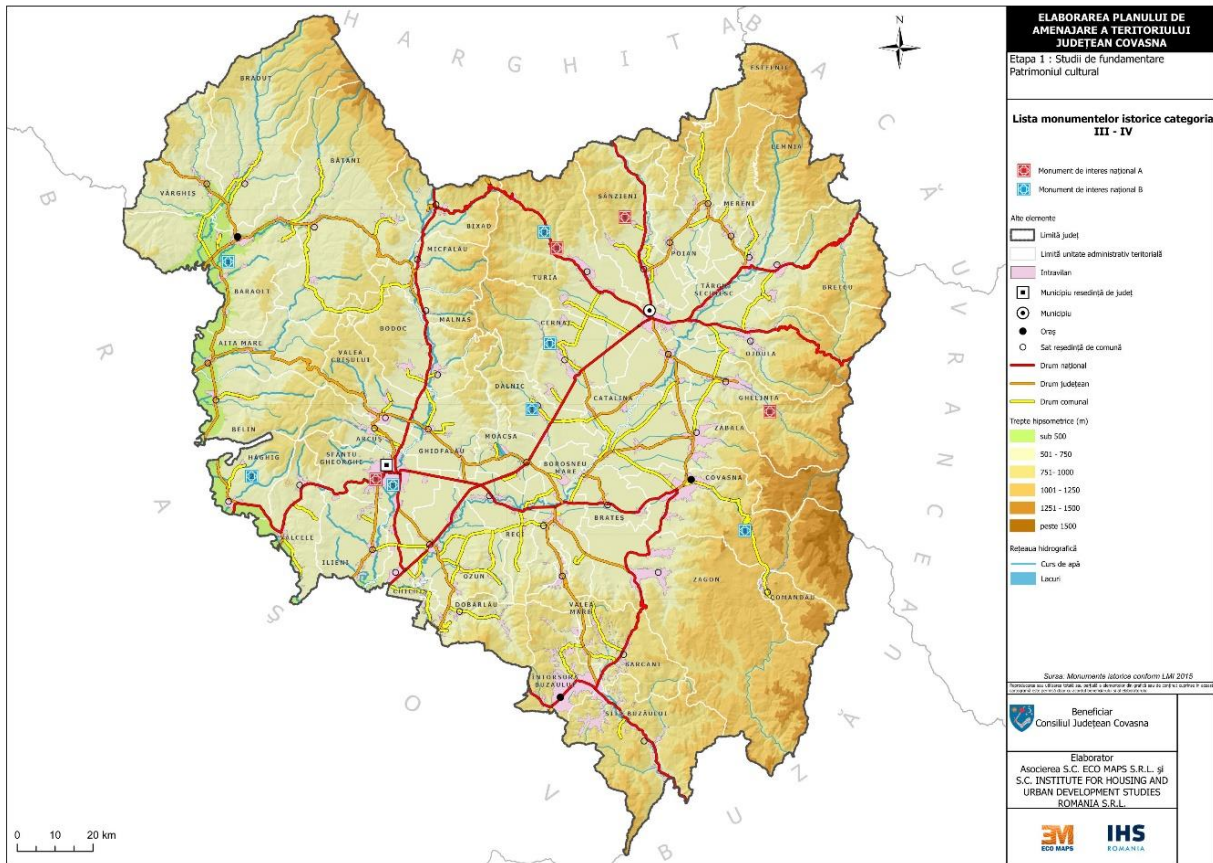 ELABORAREA PLANULUI DE
AMENAJARE A TERITORIULUI
JUDEȚEAN COVASNA
Etapa 1 : Studii de fundamentare
Patrimoniul cultural
Lista monumentelor istorice categoria
III - IV
Monument de interes național A
Monument de interes național B
Alte elemente
Limită județ
Limită unitate administrativ teritorială
Intravilan
Municipiu resedință de județ
Municipiu
Oraș
Sat reședință de comună
Drum național
Drum județean
Drum comunal
Trepte hipsometrice (m)
sub 500
501 - 750
751- 1000
1001 - 1250
1251 - 1500
peste 1500
Rețeaua hidrografică
Curs de apă
Lacuri
Sursa: Monumente istorice conform LMI 2015
Beneficiar
Consiliul Județean Covasna
Elaborator
Asocierea S.C. ECO MAPS S.R.L. și
S.C. INSTITUTE FOR HOUSING AND
URBAN DEVELOPMENT STUDIES
ROMANIA S.R.L.
3M
ECO MAPS
IHS
ROMANIA
N
HARGHITA
BACĂU
VRANCEA
BUZĂU
BRAȘOV
BRĂDUȚ
ESTELNIC
LEMNIA
BĂȚANI
VÂRGHIȘ
SÂNZIENI
MERENI
BIXAD
MICFALĂU
TURIA
POIAN
TÂRGU
SECUIESC
BREȚCU
BARAOLT
MALNAȘ
CERNAT
BODOC
AITA MARE
VALEA
CRIȘULUI
OJDULA
DALNIC
CATALINA
GHELINȚA
BELIN
ARCUȘ
GHIDFALĂU
MOACȘA
ZĂBALA
HĂGHIG
SFÂNTU
GHEORGHE
BOROȘNEU
MARE
COVASNA
BRATEȘ
VÂLCELE
RECI
ILIENI
OZUN
ZAGON
CHICHIȘ
DOBÂRLĂU
VALEA
MARE
COMANDĂU
BARCANI
ÎNTORSURA
BUZĂULUI
SITA BUZĂULUI
0 10 20 km